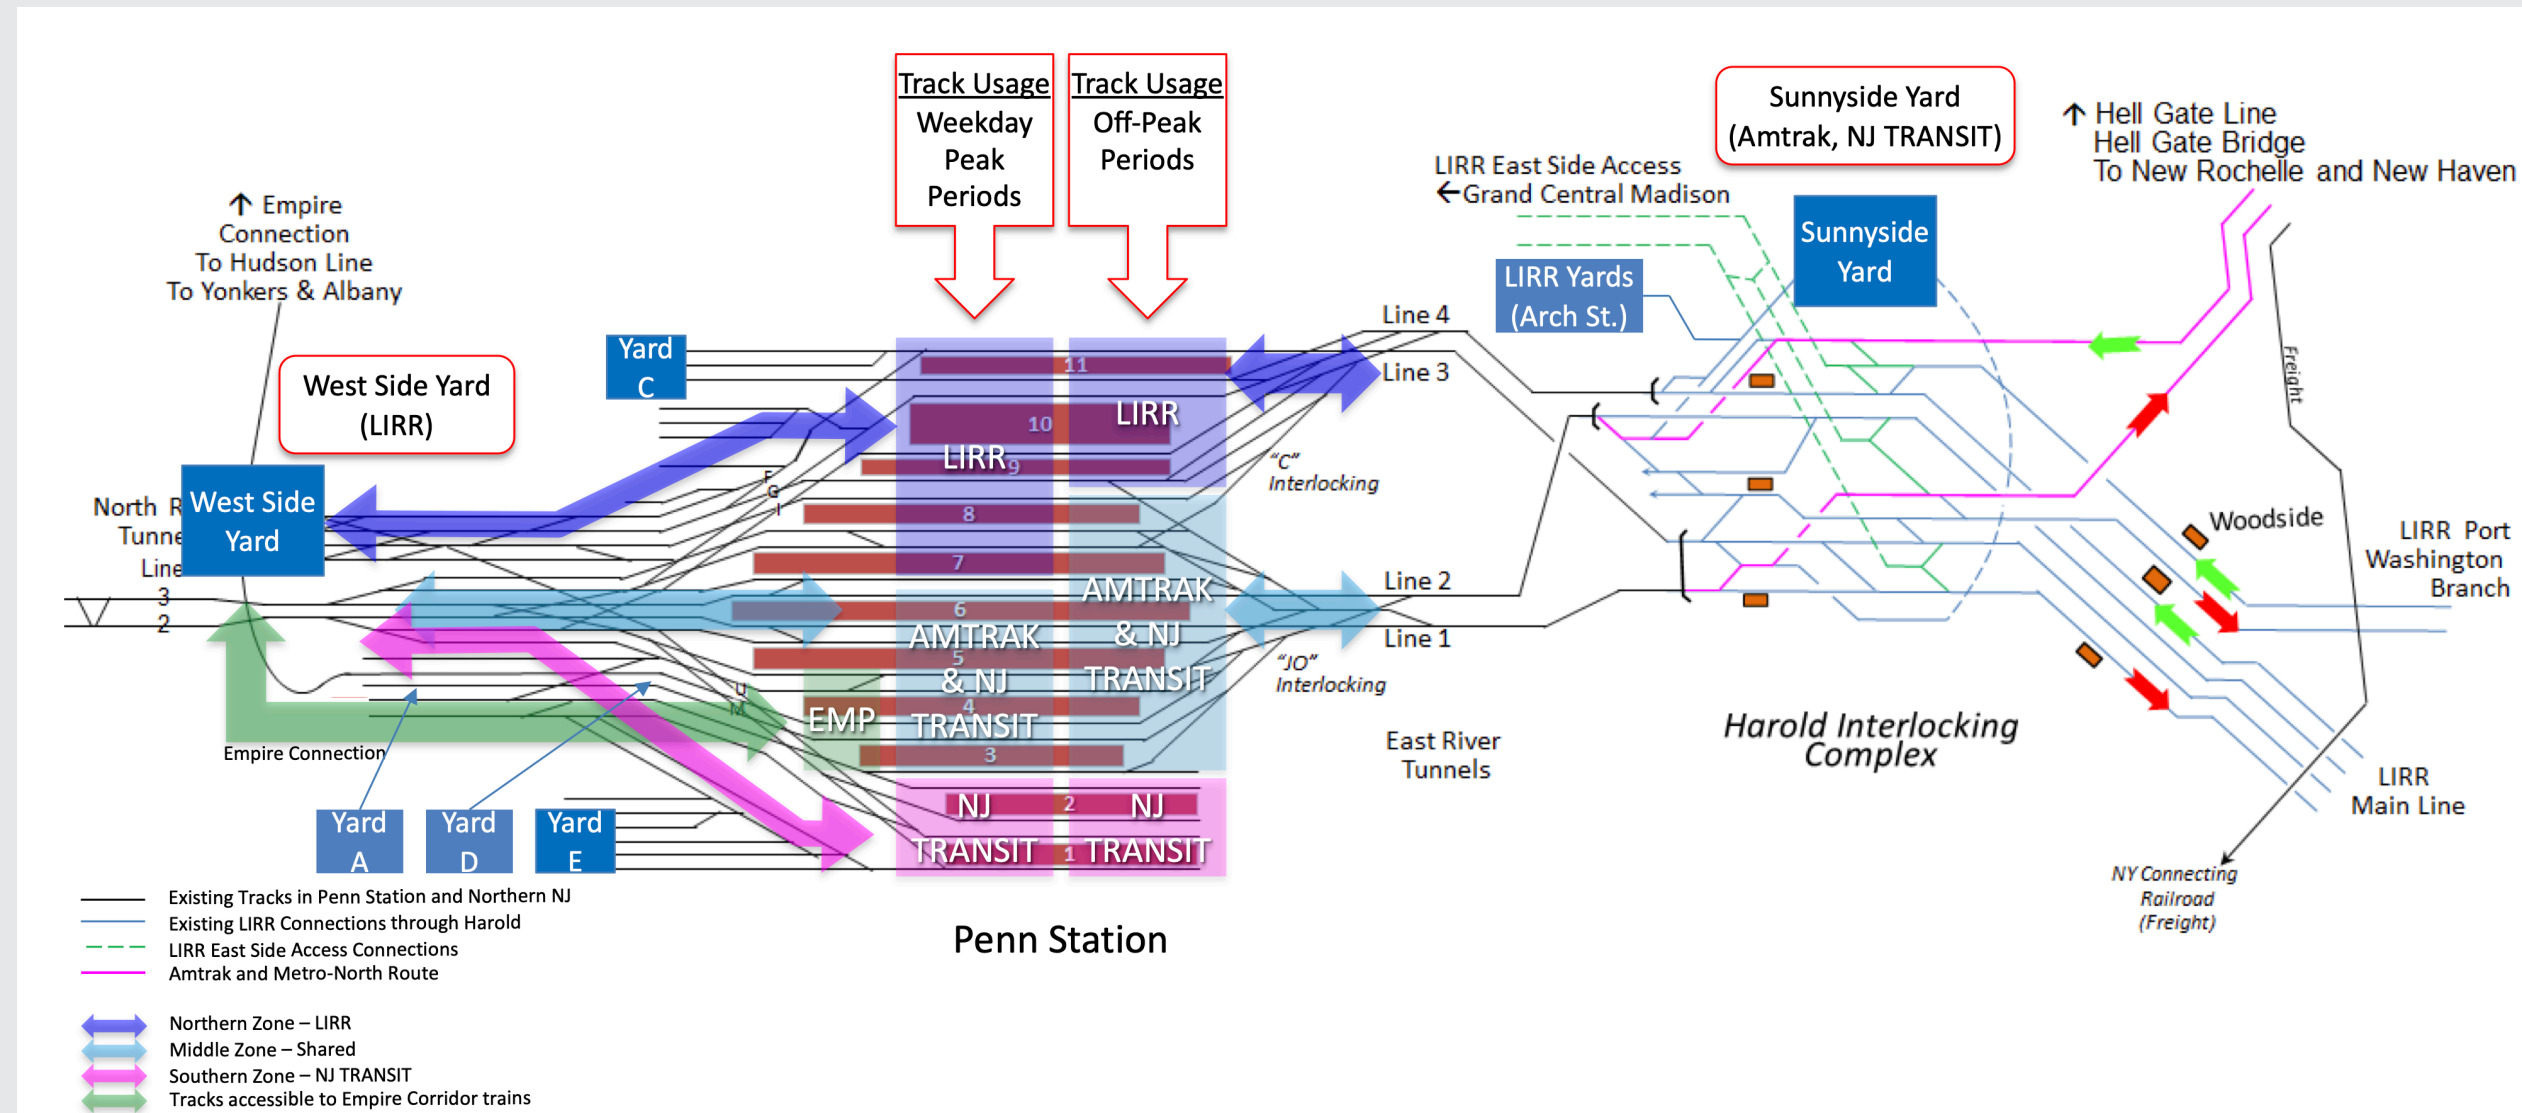 Track Usage
Weekday
Peak
Periods
Track Usage
Off-Peak
Periods
Sunnyside Yard
(Amtrak, NJ TRANSIT)
↑ Hell Gate Line
Hell Gate Bridge
To New Rochelle and New Haven
LIRR East Side Access
←Grand Central Madison
↑ Empire
Connection
To Hudson Line
To Yonkers & Albany
Sunnyside
Yard
LIRR Yards
(Arch St.)
Line 4
Line 3
Yard
C
West Side Yard
(LIRR)
Freight
11
10
LIRR
LIRR
9
8
7
6
5
4
3
2
1
"C"
Interlocking
F
G
I
North R
Tunne
Line
West Side
Yard
3
2
Woodside
LIRR Port
Washington
Branch
Line 2
Line 1
AMTRAK
& NJ
TRANSIT
AMTRAK
& NJ
TRANSIT
"JO"
Interlocking
U
M
EMP
Empire Connection
East River
Tunnels
Harold Interlocking
Complex
LIRR
Main Line
NJ
TRANSIT
NJ
TRANSIT
Yard
A
Yard
D
Yard
E
NY Connecting
Railroad
(Freight)
Penn Station
Existing Tracks in Penn Station and Northern NJ
Existing LIRR Connections through Harold
LIRR East Side Access Connections
Amtrak and Metro-North Route
Northern Zone – LIRR
Middle Zone – Shared
Southern Zone – NJ TRANSIT
Tracks accessible to Empire Corridor trains